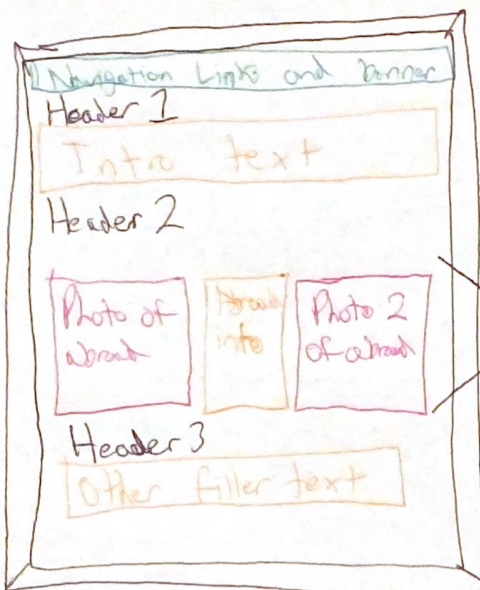 Navigation Links and banner
Header 1
Intro text
Header 2
Photo of
abroad
Abroad
info
Photo 2
of abroad
Header 3
Other filler text